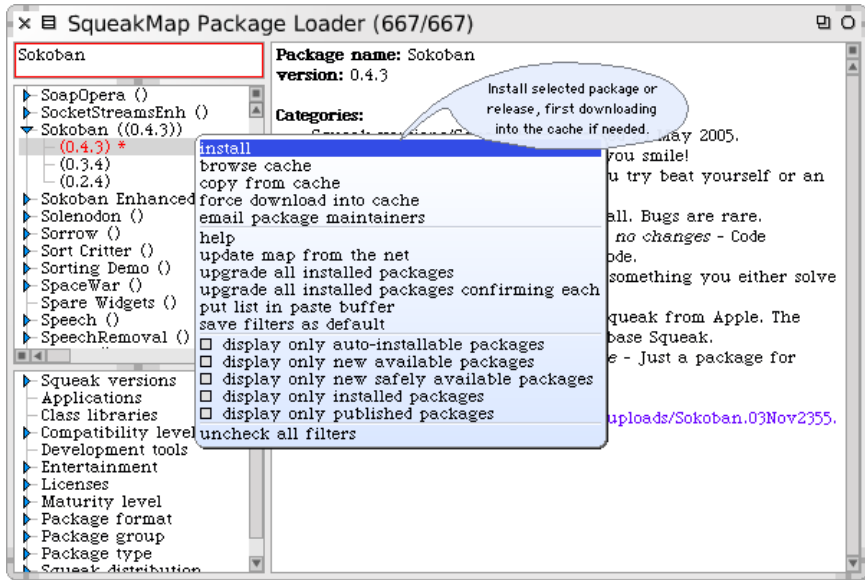 SqueakMap Package Loader (667/667)
Sokoban
SoapOpera ()
SocketStreamsEnh ()
Sokoban ((0.4.3))
(0.4.3) *
(0.3.4)
(0.2.4)
Sokoban Enhanced
Solenodon ()
Sorrow ()
Sort Critter ()
Sorting Demo ()
SpaceWar ()
Spare Widgets ()
Speech ()
SpeechRemoval ()
Squeak versions
Applications
Class libraries
Compatibility level
Development tools
Entertainment
Licenses
Maturity level
Package format
Package group
Package type
Squeak distribution
Package name: Sokoban
version: 0.4.3
Categories:
May 2005.
you smile!
u try beat yourself or an
all. Bugs are rare.
no changes - Code
ode.
something you either solve
queak from Apple. The
base Squeak.
e - Just a package for
uploads/Sokoban.03Nov2355.
Install selected package or
release, first downloading
into the cache if needed.
install
browse cache
copy from cache
force download into cache
email package maintainers
help
update map from the net
upgrade all installed packages
upgrade all installed packages confirming each
put list in paste buffer
save filters as default
display only auto-installable packages
display only new available packages
display only new safely available packages
display only installed packages
display only published packages
uncheck all filters